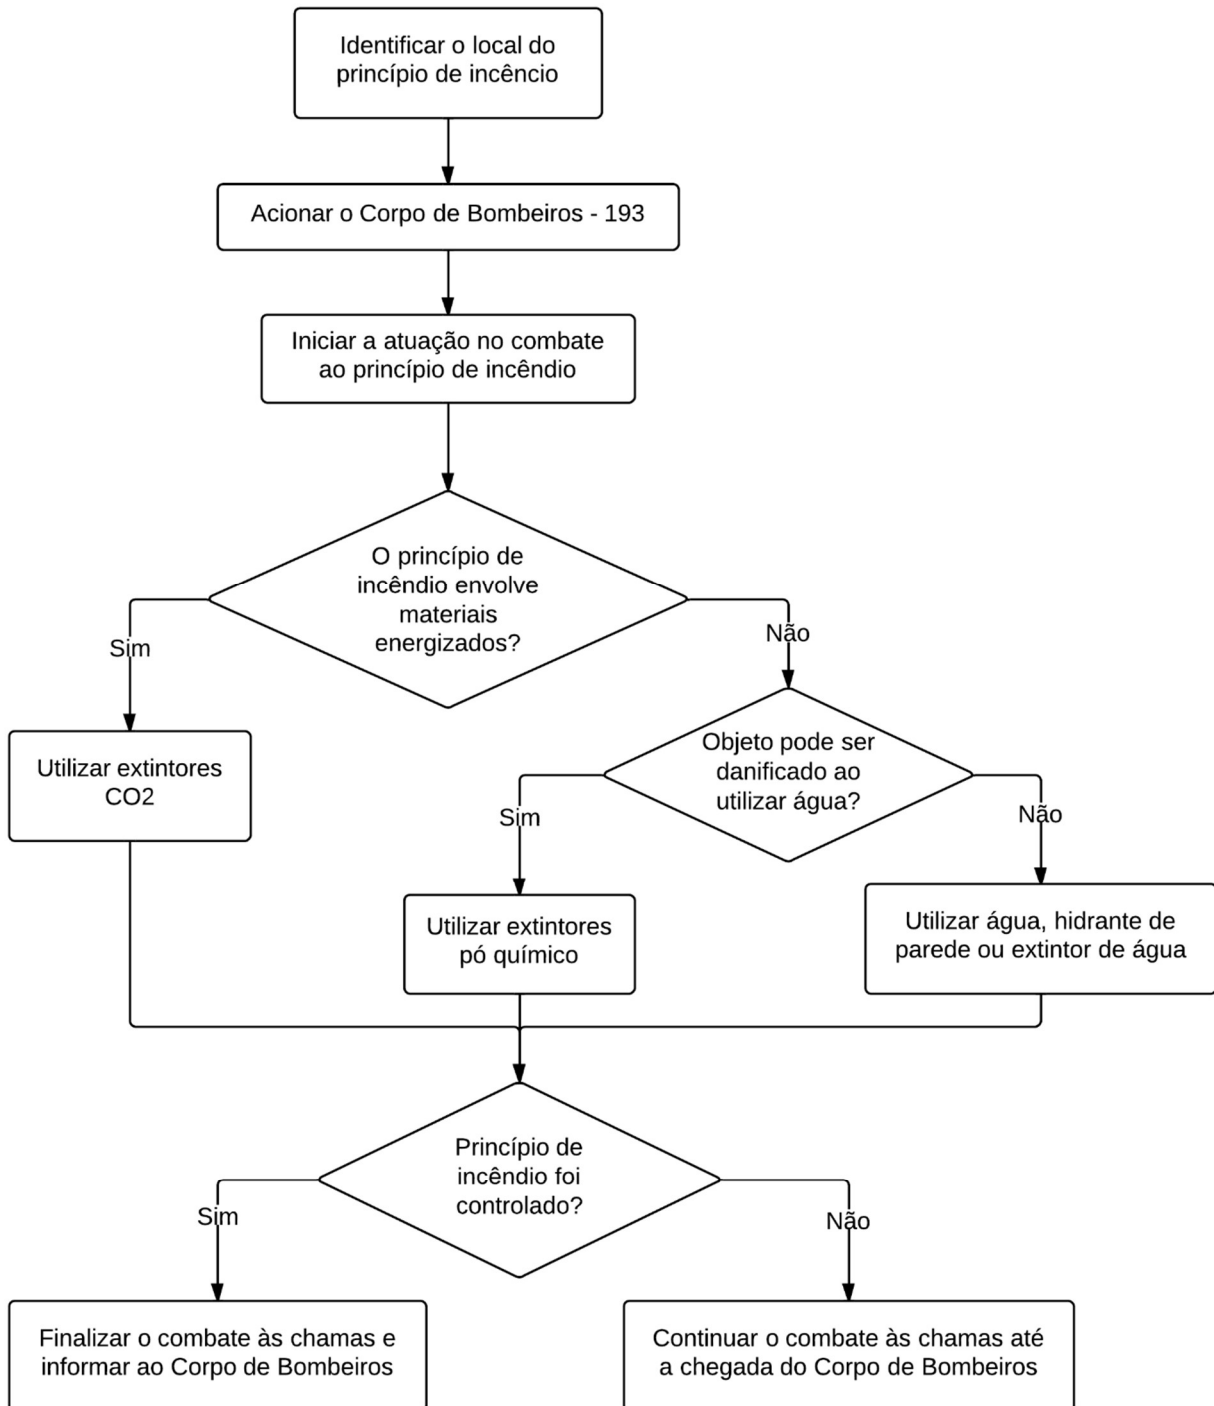 Identificar o local do
princípio de incêncio
Acionar o Corpo de Bombeiros - 193
Iniciar a atuação no combate
ao princípio de incêndio
O princípio de
incêndio envolve
materiais
energizados?
Sim
Não
Utilizar extintores
CO2
Objeto pode ser
danificado ao
utilizar água?
Sim
Não
Utilizar extintores
pó químico
Utilizar água, hidrante de
parede ou extintor de água
Princípio de
incêndio foi
controlado?
Sim
Não
Finalizar o combate às chamas e
informar ao Corpo de Bombeiros
Continuar o combate às chamas até
a chegada do Corpo de Bombeiros